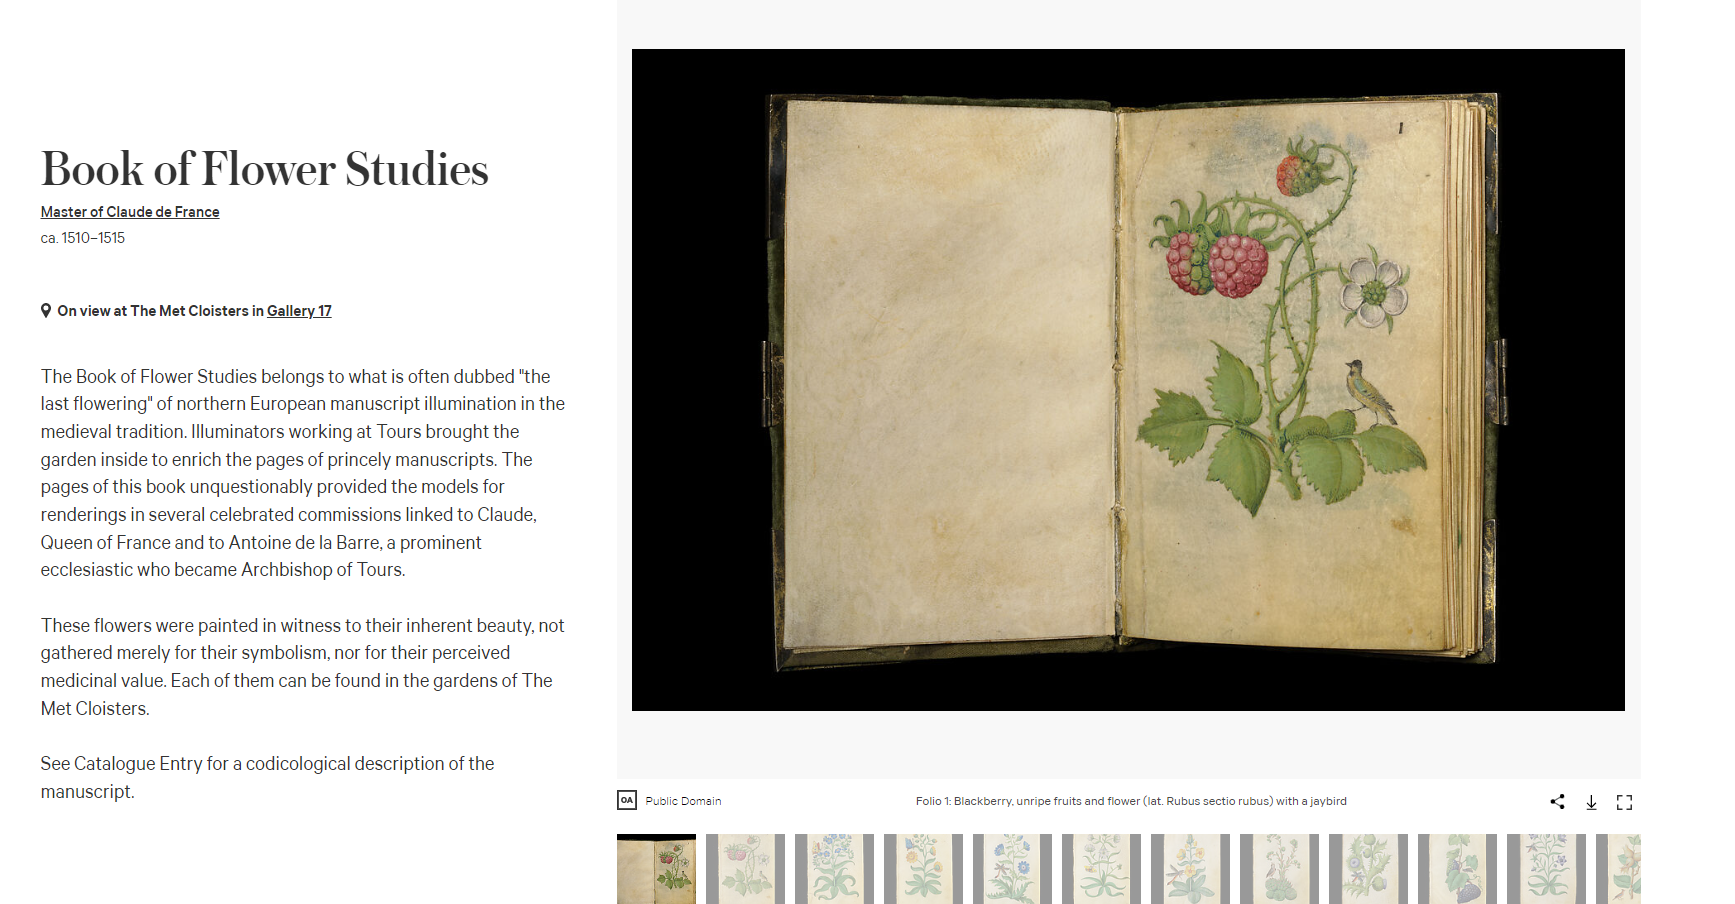 Book of Flower Studies
Master of Claude de France
ca. 1510–1515
On view at The Met Cloisters in Gallery 17
The Book of Flower Studies belongs to what is often dubbed "the
last flowering" of northern European manuscript illumination in the
medieval tradition. Illuminators working at Tours brought the
garden inside to enrich the pages of princely manuscripts. The
pages of this book unquestionably provided the models for
renderings in several celebrated commissions linked to Claude,
Queen of France and to Antoine de la Barre, a prominent
ecclesiastic who became Archbishop of Tours.
These flowers were painted in witness to their inherent beauty, not
gathered merely for their symbolism, nor for their perceived
medicinal value. Each of them can be found in the gardens of The
Met Cloisters.
See Catalogue Entry for a codicological description of the
manuscript.
1
OA Public Domain
Folio 1: Blackberry, unripe fruits and flower (lat. Rubus sectio rubus) with a jaybird